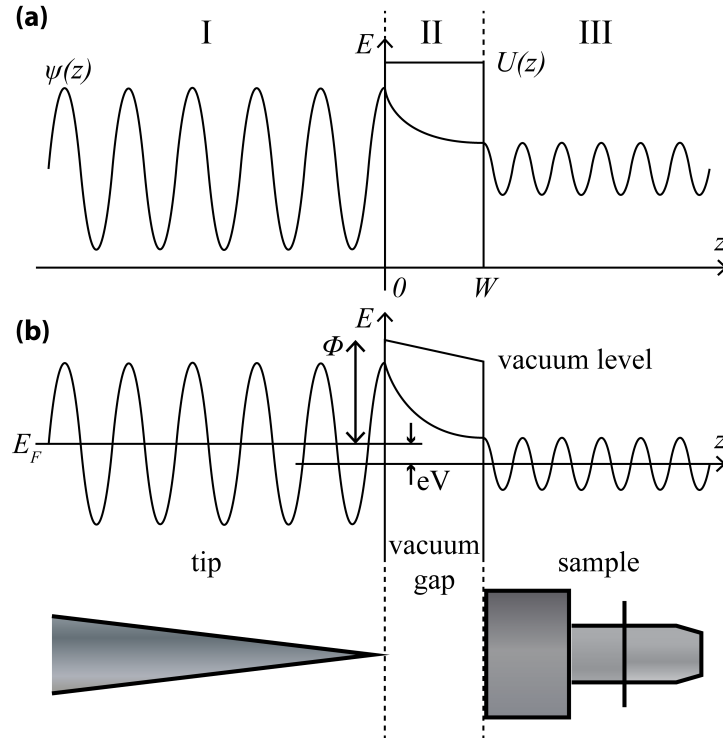 (a)
I
II
III
E
ψ(z)
U(z)
z
0
W
(b)
E
Φ
vacuum level
E_F
z
eV
tip
vacuum
gap
sample